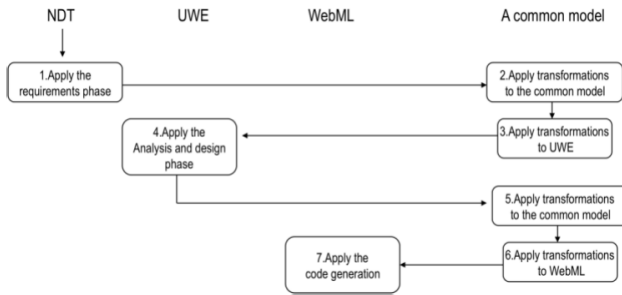 NDT UWE WebML A common model
1.Apply the
requirements phase
2.Apply transformations
to the common model
3.Apply transformations
to UWE
4.Apply the
Analysis and design
phase
5.Apply transformations
to the common model
6.Apply transformations
to WebML
7.Apply the
code generation